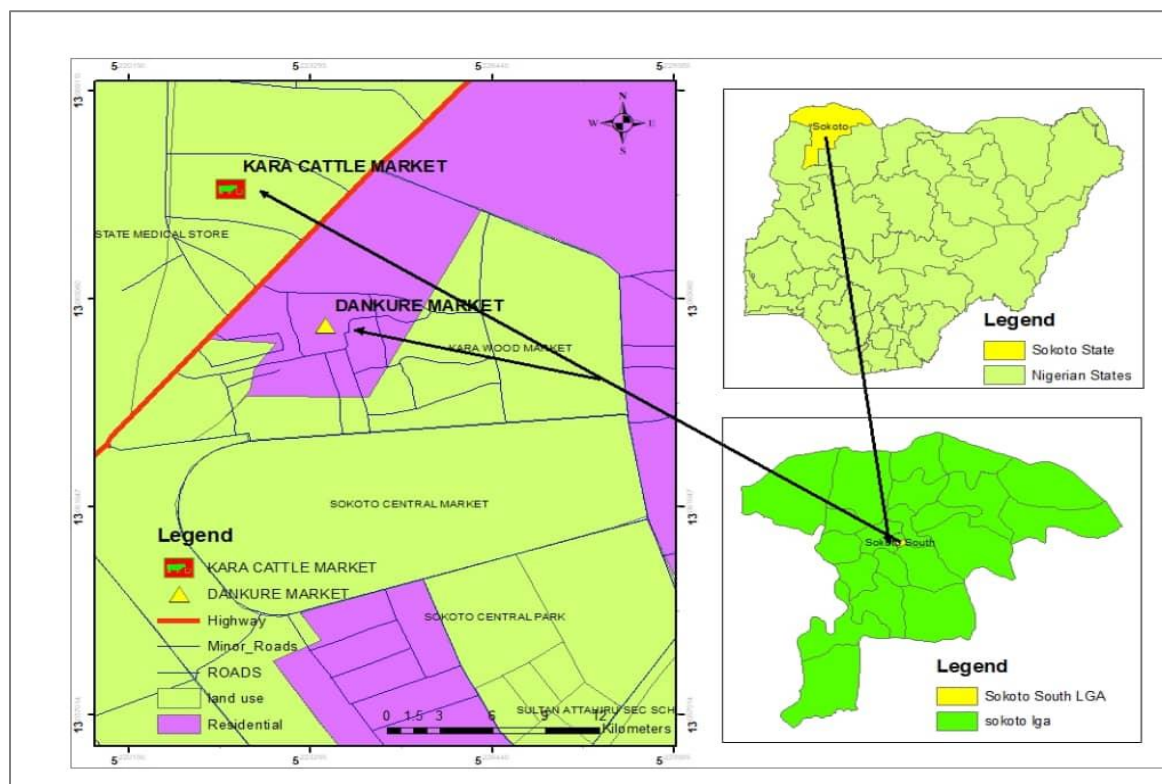 N
W E
S
KARA CATTLE MARKET
STATE MEDICAL STORE
DANKURE MARKET
KARA WOOD MARKET
SOKOTO CENTRAL MARKET
Legend
KARA CATTLE MARKET
DANKURE MARKET
Highway
Minor_Roads
ROADS
land use
Residential
SOKOTO CENTRAL PARK
SULTAN ATTAHIRU SEC SCH
0 1.5 3 6 9 12
Kilometers
Sokoto
Legend
Sokoto State
Nigerian States
Sokoto South
Legend
Sokoto South LGA
sokoto lga